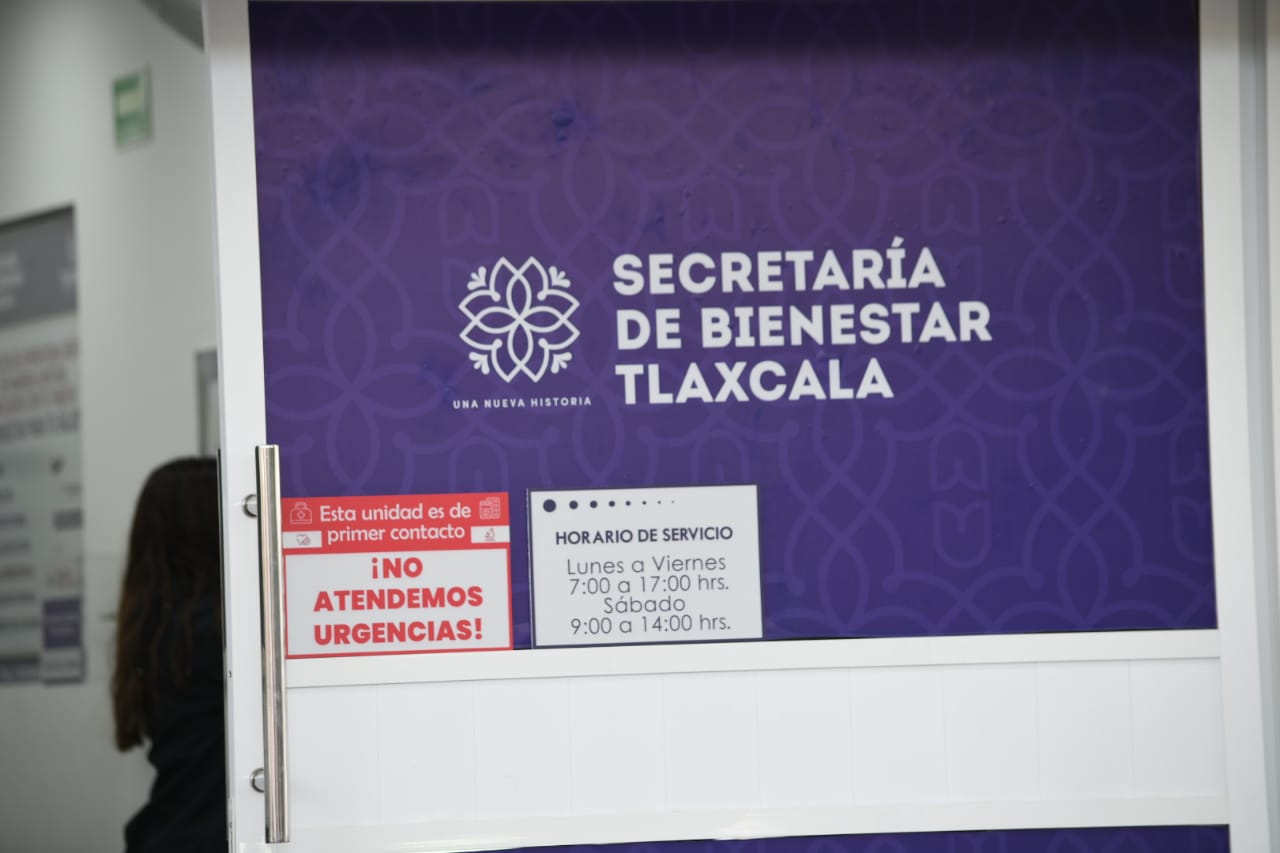 SECRETARÍA
DE BIENESTAR
TLAXCALA
UNA NUEVA HISTORIA
Esta unidad es de
primer contacto
¡NO
ATENDEMOS
URGENCIAS!
HORARIO DE SERVICIO
Lunes a Viernes
7:00 a 17:00 hrs.
Sábado
9:00 a 14:00 hrs.